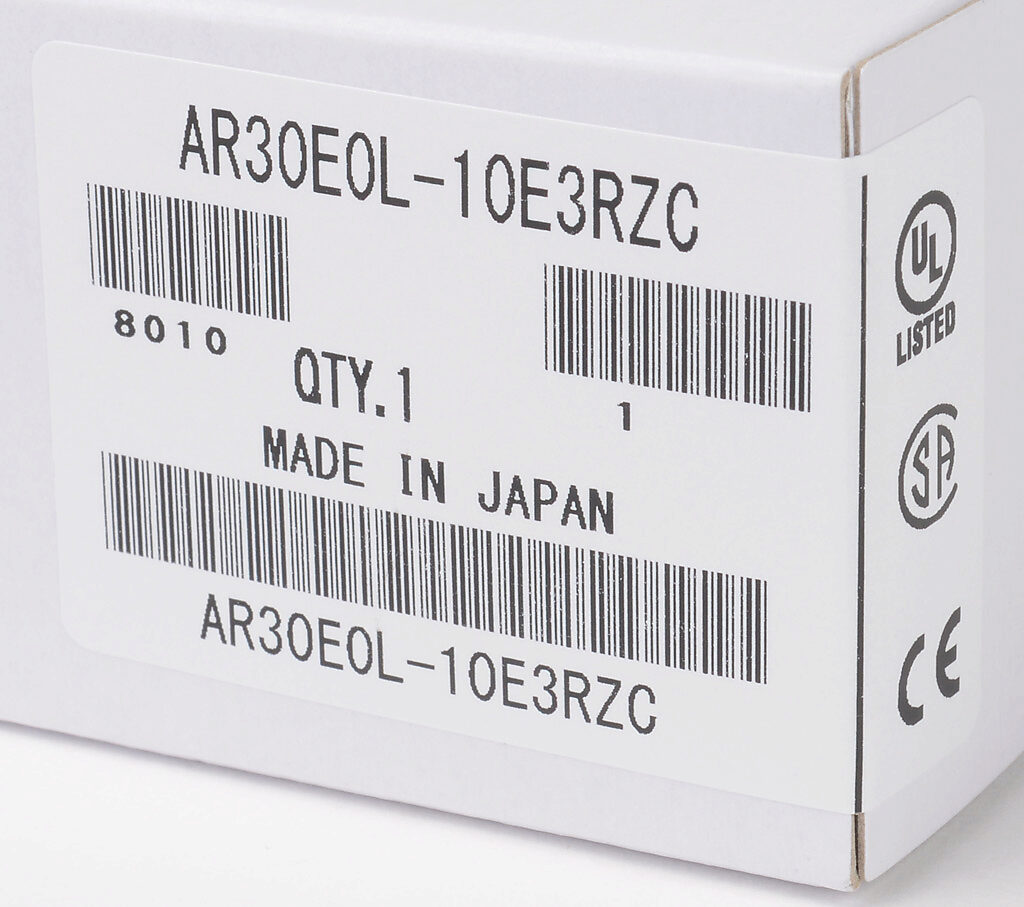 AR30E0L-10E3RZC
8010
1
QTY.1
MADE IN JAPAN
AR30E0L-10E3RZC
UL
LISTED
SA
CE